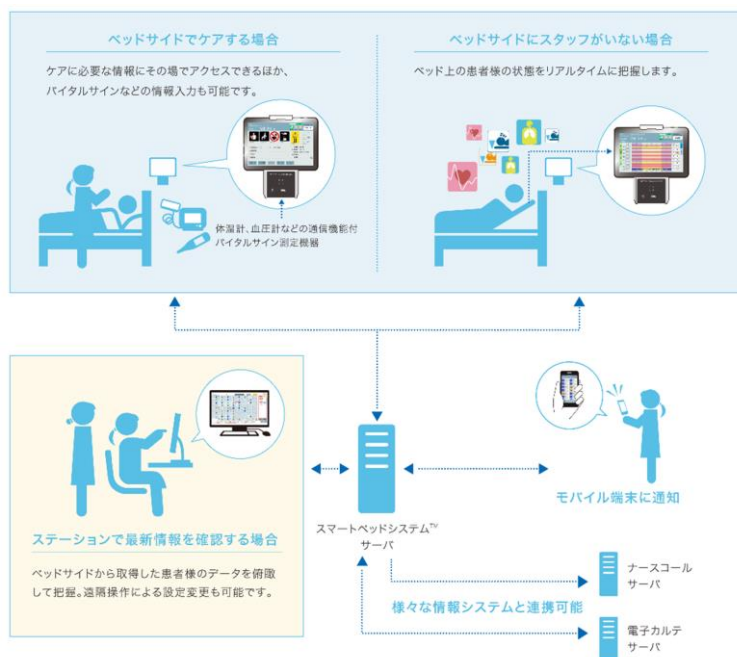 ベッドサイドでケアする場合
ケアに必要な情報にその場でアクセスできるほか、
バイタルサインなどの情報入力も可能です。
体温計、血圧計などの通信機能付
バイタルサイン測定機器
ベッドサイドにスタッフがいない場合
ベッド上の患者様の状態をリアルタイムに把握します。
ステーションで最新情報を確認する場合
ベッドサイドから取得した患者様のデータを俯瞰
して把握。遠隔操作による設定変更も可能です。
スマートベッドシステム™
サーバ
モバイル端末に通知
様々な情報システムと連携可能
ナースコール
サーバ
電子カルテ
サーバ